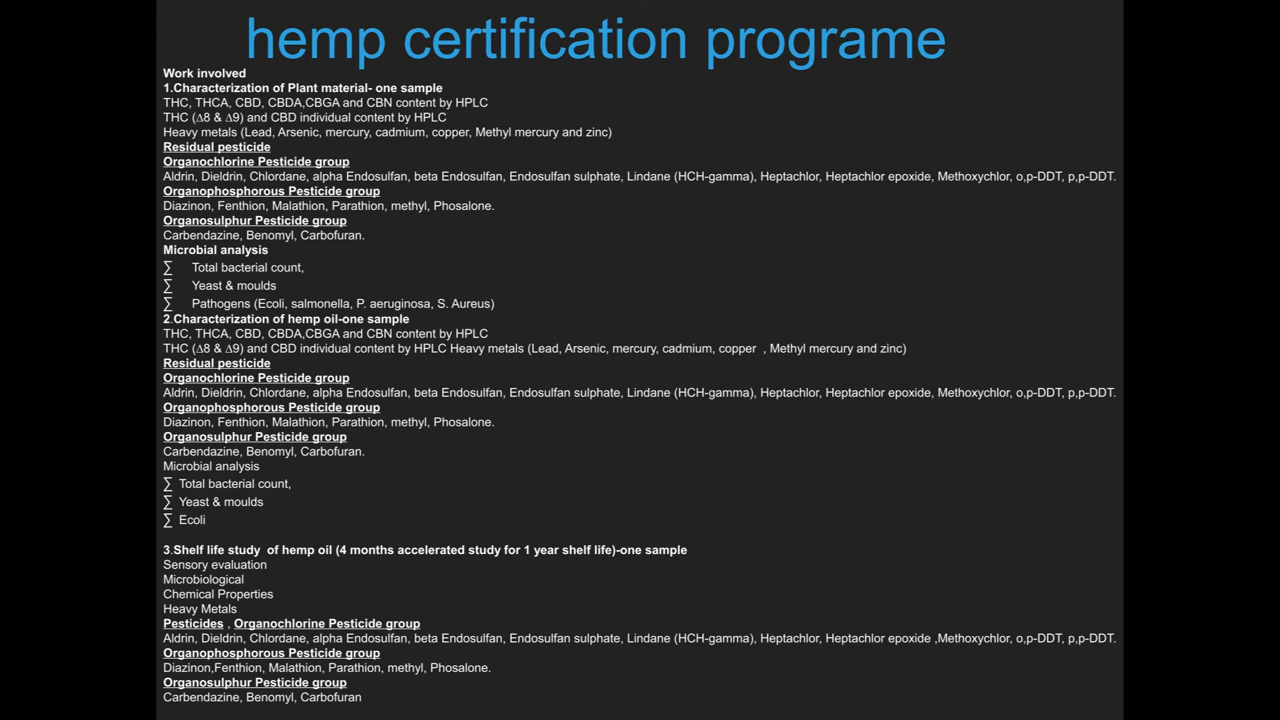 hemp certification programe
Work involved
1.Characterization of Plant material- one sample
THC, THCA, CBD, CBDA,CBGA and CBN content by HPLC
THC (∆8 & ∆9) and CBD individual content by HPLC
Heavy metals (Lead, Arsenic, mercury, cadmium, copper, Methyl mercury and zinc)
Residual pesticide
Organochlorine Pesticide group
Aldrin, Dieldrin, Chlordane, alpha Endosulfan, beta Endosulfan, Endosulfan sulphate, Lindane (HCH-gamma), Heptachlor, Heptachlor epoxide, Methoxychlor, o,p-DDT, p,p-DDT.
Organophosphorous Pesticide group
Diazinon, Fenthion, Malathion, Parathion, methyl, Phosalone.
Organosulphur Pesticide group
Carbendazine, Benomyl, Carbofuran.
Microbial analysis
∑ Total bacterial count,
∑ Yeast & moulds
∑ Pathogens (Ecoli, salmonella, P. aeruginosa, S. Aureus)
2.Characterization of hemp oil-one sample
THC, THCA, CBD, CBDA,CBGA and CBN content by HPLC
THC (∆8 & ∆9) and CBD individual content by HPLC Heavy metals (Lead, Arsenic, mercury, cadmium, copper , Methyl mercury and zinc)
Residual pesticide
Organochlorine Pesticide group
Aldrin, Dieldrin, Chlordane, alpha Endosulfan, beta Endosulfan, Endosulfan sulphate, Lindane (HCH-gamma), Heptachlor, Heptachlor epoxide, Methoxychlor, o,p-DDT, p,p-DDT.
Organophosphorous Pesticide group
Diazinon, Fenthion, Malathion, Parathion, methyl, Phosalone.
Organosulphur Pesticide group
Carbendazine, Benomyl, Carbofuran.
Microbial analysis
∑ Total bacterial count,
∑ Yeast & moulds
∑ Ecoli
3.Shelf life study of hemp oil (4 months accelerated study for 1 year shelf life)-one sample
Sensory evaluation
Microbiological
Chemical Properties
Heavy Metals
Pesticides , Organochlorine Pesticide group
Aldrin, Dieldrin, Chlordane, alpha Endosulfan, beta Endosulfan, Endosulfan sulphate, Lindane (HCH-gamma), Heptachlor, Heptachlor epoxide ,Methoxychlor, o,p-DDT, p,p-DDT.
Organophosphorous Pesticide group
Diazinon,Fenthion, Malathion, Parathion, methyl, Phosalone.
Organosulphur Pesticide group
Carbendazine, Benomyl, Carbofuran